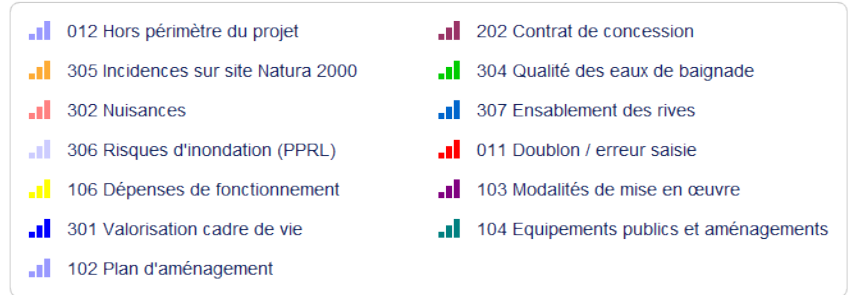 012 Hors périmètre du projet
305 Incidences sur site Natura 2000
302 Nuisances
306 Risques d'inondation (PPRL)
106 Dépenses de fonctionnement
301 Valorisation cadre de vie
102 Plan d'aménagement
202 Contrat de concession
304 Qualité des eaux de baignade
307 Ensablement des rives
011 Doublon / erreur saisie
103 Modalités de mise en œuvre
104 Equipements publics et aménagements